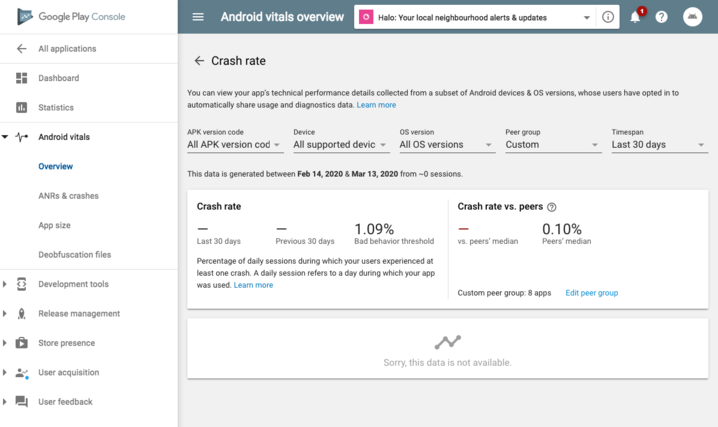 Google Play Console
Android vitals overview
Halo: Your local neighbourhood alerts & updates
1
All applications
Dashboard
Statistics
Android vitals
Overview
ANRs & crashes
App size
Deobfuscation files
Development tools
Release management
Store presence
User acquisition
User feedback
Crash rate
You can view your app's technical performance details collected from a subset of Android devices & OS versions, whose users have opted in to
automatically share usage and diagnostics data. Learn more
APK version code Device OS version Peer group Timespan
All APK version cod All supported devic All OS versions Custom Last 30 days
This data is generated between Feb 14, 2020 & Mar 13, 2020 from ~0 sessions.
Crash rate
— — 1.09%
Last 30 days Previous 30 days Bad behavior threshold
Percentage of daily sessions during which your users experienced at
least one crash. A daily session refers to a day during which your app
was used. Learn more
Crash rate vs. peers
— 0.10%
vs. peers' median Peers' median
Custom peer group: 8 apps Edit peer group
Sorry, this data is not available.